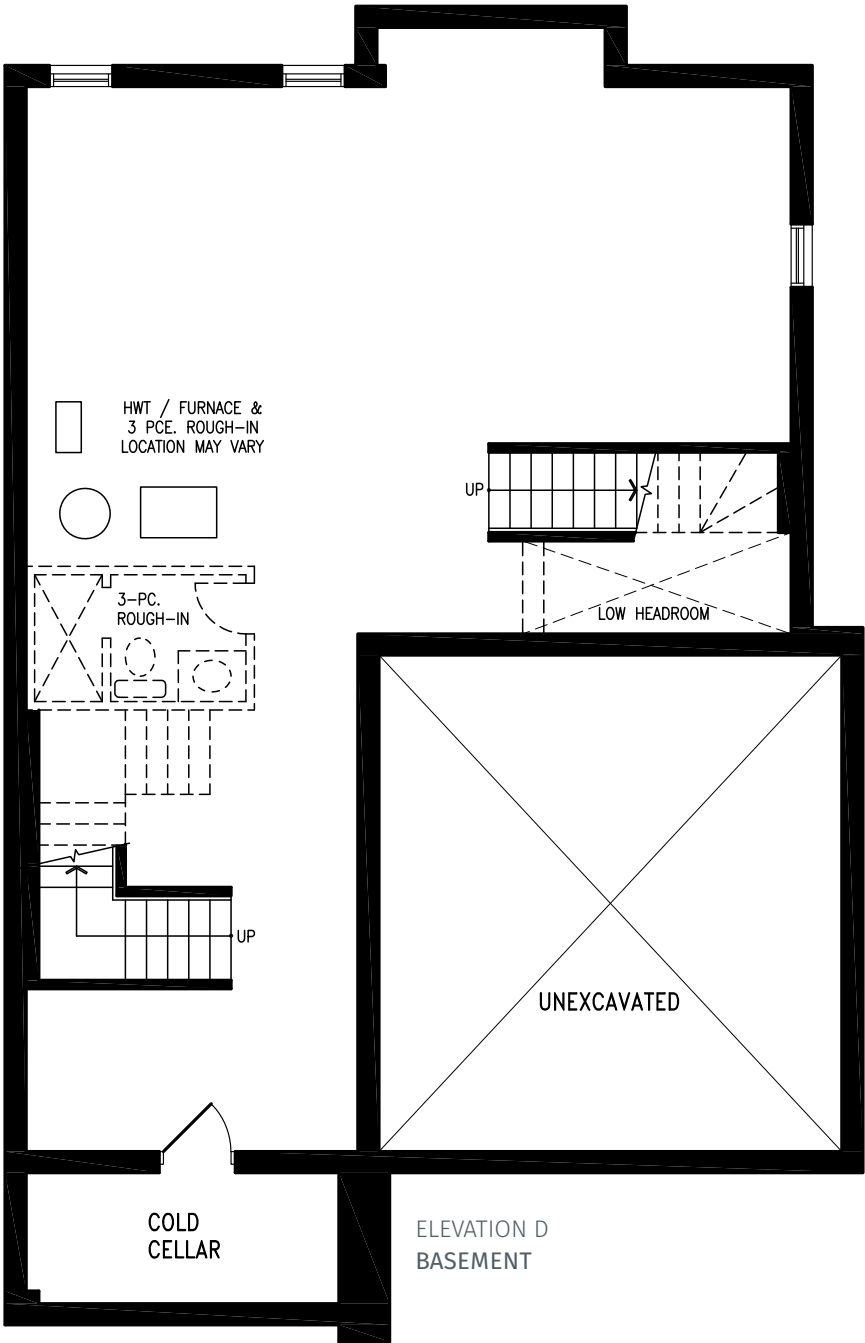 HWT / FURNACE &
3 PCE. ROUGH-IN
LOCATION MAY VARY
UP
3-PC.
ROUGH-IN
LOW HEADROOM
UP
UNEXCAVATED
COLD
CELLAR
ELEVATION D
BASEMENT